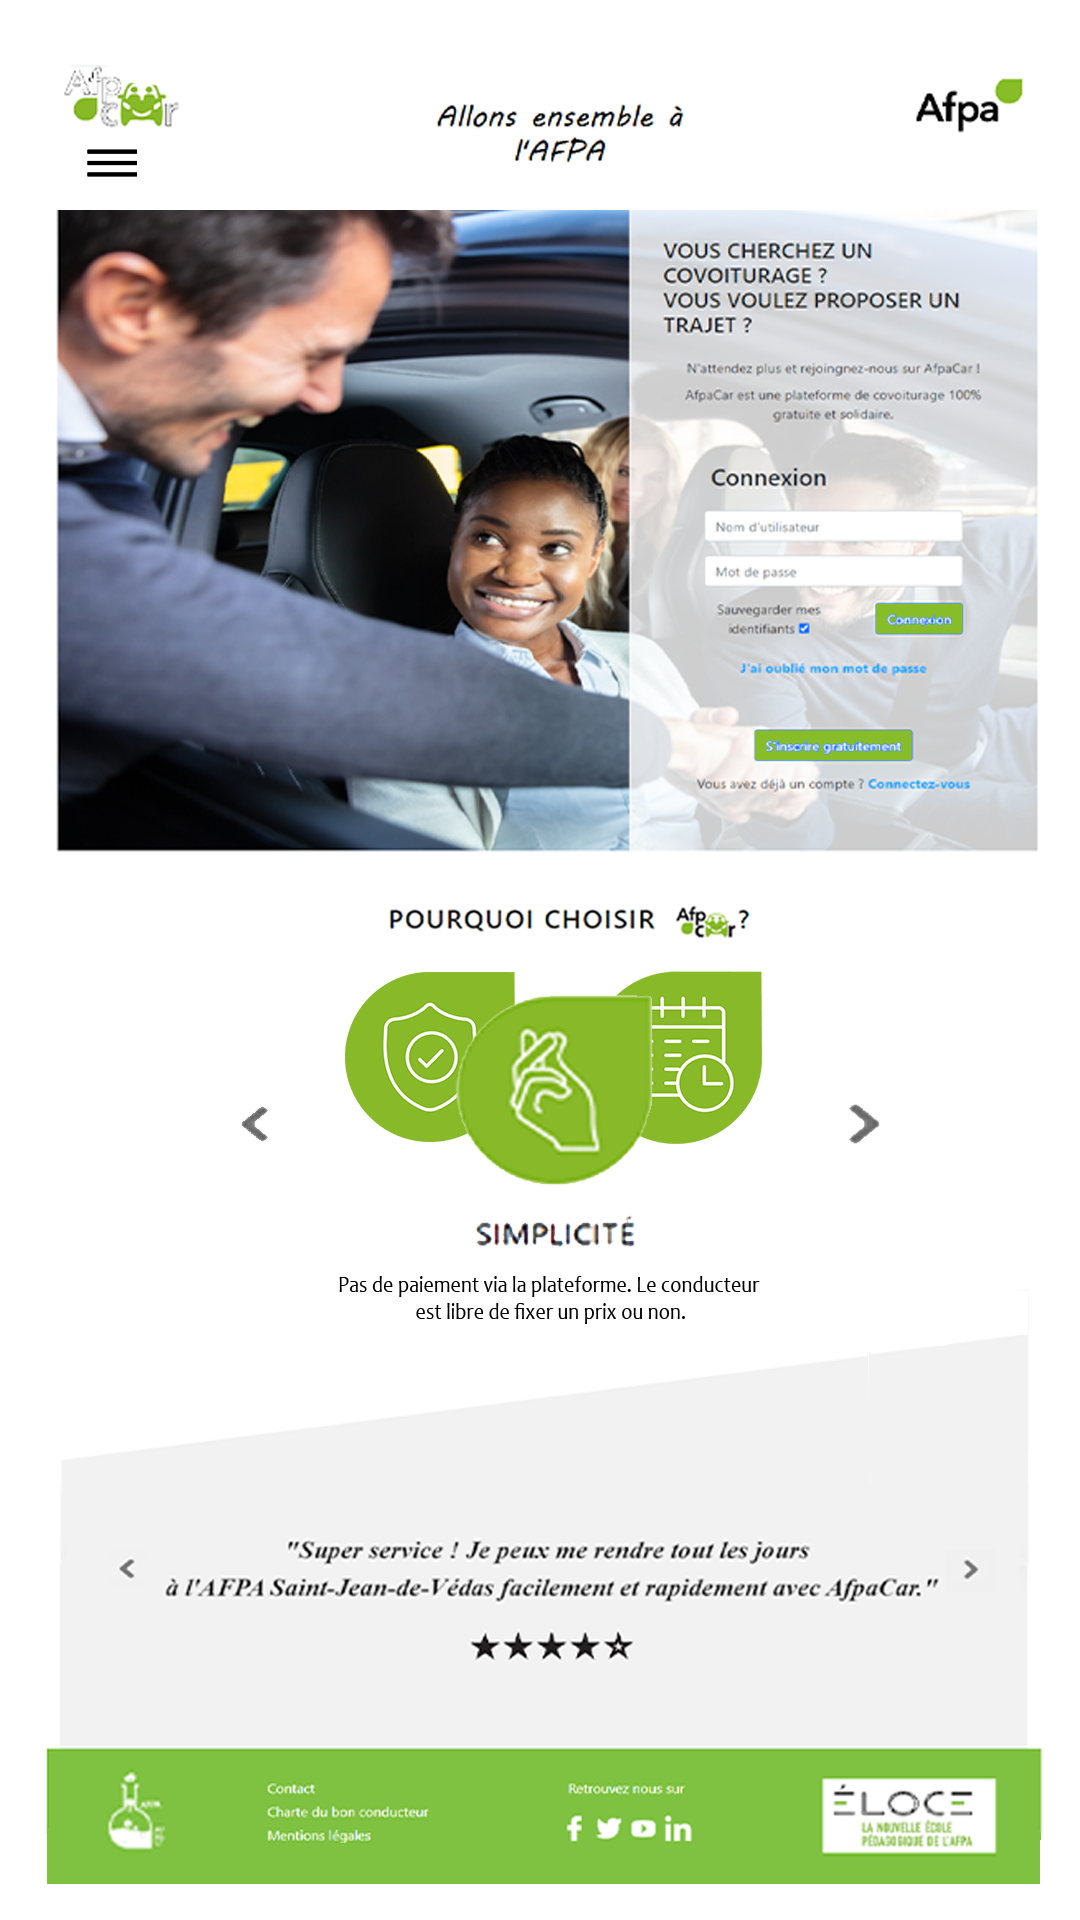 Afpa
car
Allons ensemble à
l'AFPA
Afpa
VOUS CHERCHEZ UN
COVOITURAGE ?
VOUS VOULEZ PROPOSER UN
TRAJET ?
N'attendez plus et rejoingnez-nous sur AfpaCar !
AfpaCar est une plateforme de covoiturage 100%
gratuite et solidaire.
Connexion
Nom d'utilisateur
Mot de passe
Sauvegarder mes
identifiants
Connexion
J'ai oublié mon mot de passe
S'inscrire gratuitement
Vous avez déjà un compte ? Connectez-vous
POURQUOI CHOISIR Afpa car ?
SIMPLICITÉ
Pas de paiement via la plateforme. Le conducteur
est libre de fixer un prix ou non.
"Super service ! Je peux me rendre tout les jours
à l'AFPA Saint-Jean-de-Védas facilement et rapidement avec AfpaCar."
Contact
Charte du bon conducteur
Mentions légales
Retrouvez nous sur
ÉLOCE
LA NOUVELLE ÉCOLE
PÉDAGOGIQUE DE L'AFPA